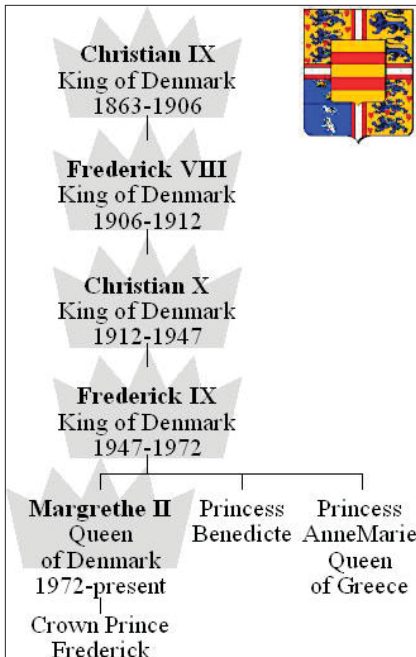 Christian IX
King of Denmark
1863-1906
Frederick VIII
King of Denmark
1906-1912
Christian X
King of Denmark
1912-1947
Frederick IX
King of Denmark
1947-1972
Margrethe II
Queen
of Denmark
1972-present
Princess
Benedicte
Princess
AnneMarie
Queen
of Greece
Crown Prince
Frederick